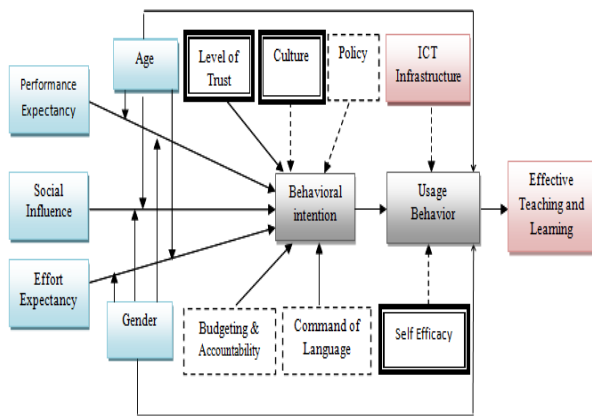 Age
Level of
Trust
Culture
Policy
ICT
Infrastructure
Performance
Expectancy
Social
Influence
Behavioral
intention
Usage
Behavior
Effective
Teaching and
Learning
Effort
Expectancy
Gender
Budgeting &
Accountability
Command of
Language
Self Efficacy